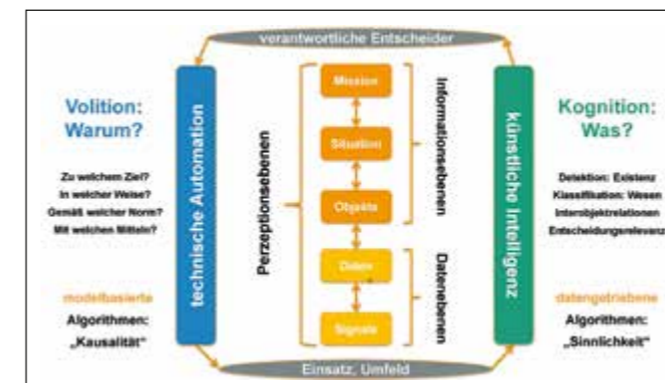 verantwortliche Entscheider
Volition:
Warum?
Zu welchem Ziel?
In welcher Weise?
Gemäß welcher Norm?
Mit welchen Mitteln?
modelbasierte
Algorithmen:
„Kausalität“
technische Automation
Perzeptionsebenen
Mission
Situation
Objekte
Daten
Signale
Informationsebenen
Datenebenen
künstliche Intelligenz
Kognition:
Was?
Detektion: Existenz
Klassifikation: Wesen
Interobjektrelationen
Entscheidungsrelevanz
datengetriebene
Algorithmen:
„Sinnlichkeit“
Einsatz, Umfeld